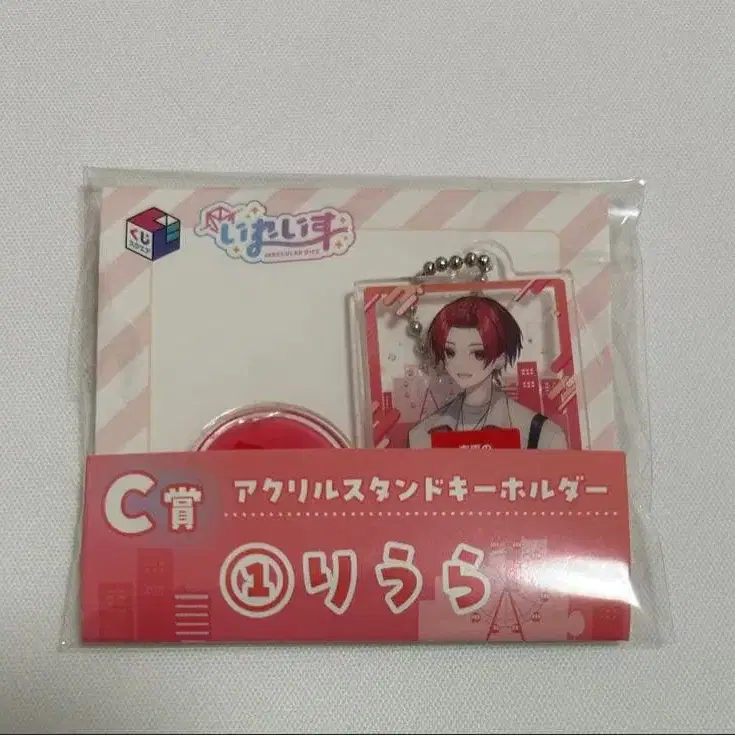 くじ
スクエア
いれいす
IRREGULAR DICE
C賞
アクリルスタンドキーホルダー
①りうら